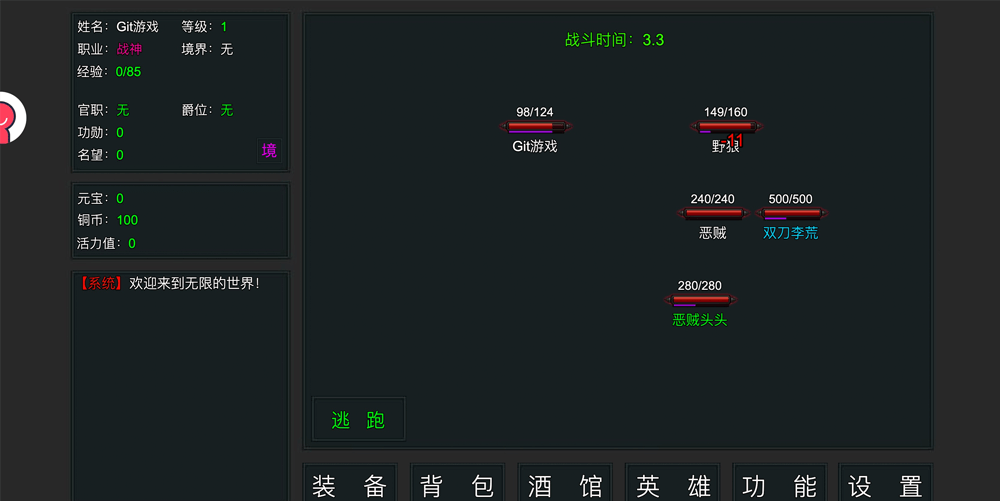 姓名：Git游戏 等级：1
职业：战神 境界：无
经验：0/85
官职：无 爵位：无
功勋：0
名望：0
境
元宝：0
铜币：100
活力值：0
【系统】欢迎来到无限的世界！
战斗时间：3.3
98/124
Git游戏
149/160
-11
野狼
240/240
恶贼
500/500
双刀李荒
280/280
恶贼头头
逃 跑
装 备 背 包 酒 馆 英 雄 功 能 设 置